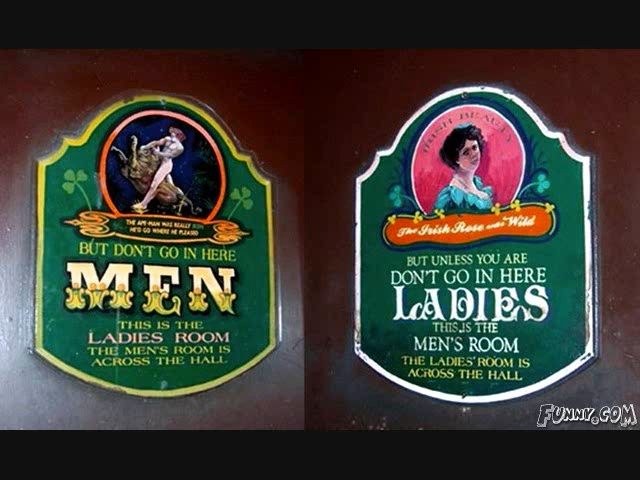 THE APE-MAN WAS REALLY
HE'D GO WHERE HE PLEASED
BUT DON'T GO IN HERE
MEN
THIS IS THE
LADIES ROOM
THE MEN'S ROOM IS
ACROSS THE HALL
IRISH BEAUTY
The Irish Rose was Wild
BUT UNLESS YOU ARE
DON'T GO IN HERE
LADIES
THIS IS THE
MEN'S ROOM
THE LADIES' ROOM IS
ACROSS THE HALL
FUNNY.COM